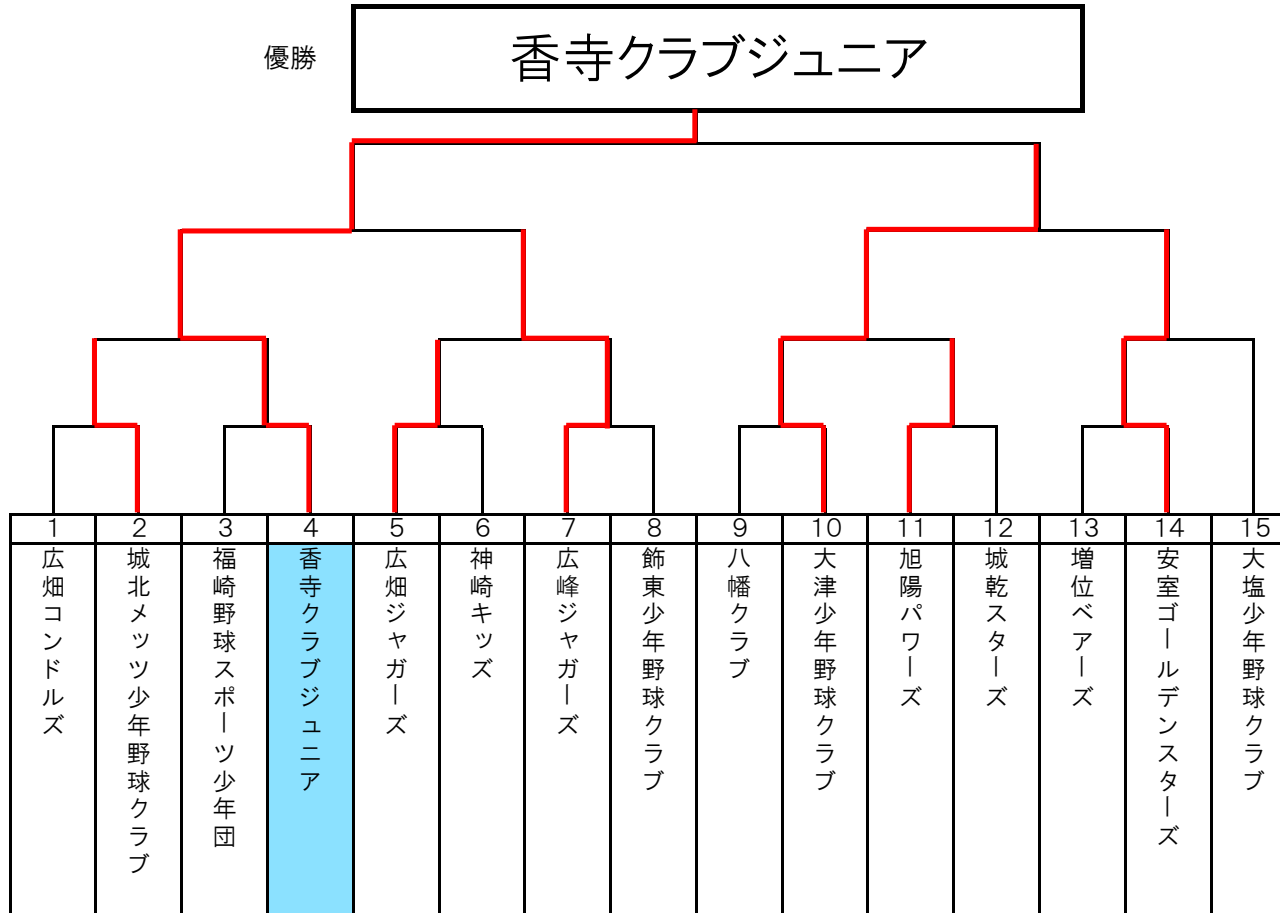 優勝
香寺クラブジュニア
1
2
3
4
5
6
7
8
9
10
11
12
13
14
15
広畑コンドルズ
城北メッツ少年野球クラブ
福崎野球スポーツ少年団
香寺クラブジュニア
広畑ジャガーズ
神崎キッズ
広峰ジャガーズ
飾東少年野球クラブ
八幡クラブ
大津少年野球クラブ
旭陽パワーズ
城乾スターズ
増位ベアーズ
安室ゴールデンスターズ
大塩少年野球クラブ